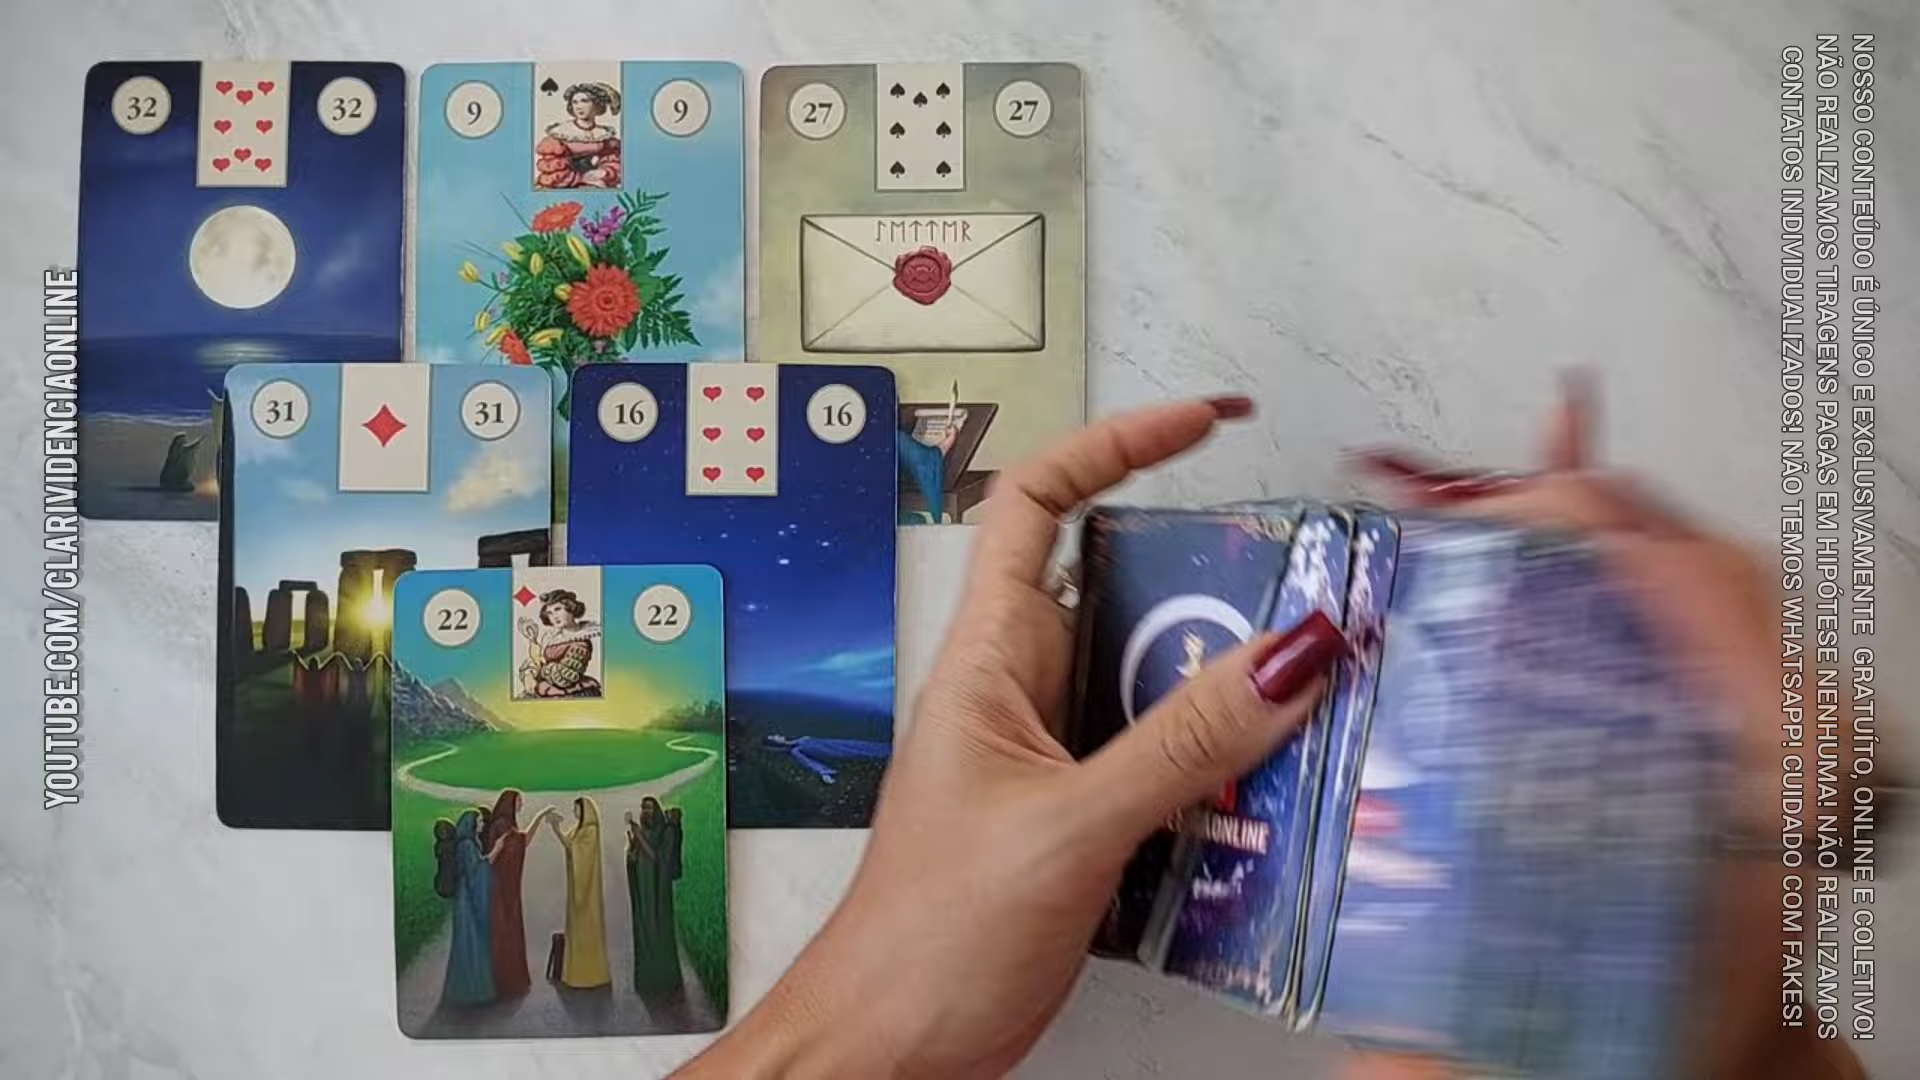 32
32
9
9
27
27
ᛚᛖᛏᛏᛖᚱ
31
31
16
16
22
22
ONLINE
YOUTUBE.COM/CLARIVIDENCIAONLINE
NOSSO CONTEÚDO É ÚNICO E EXCLUSIVAMENTE GRATUÍTO, ONLINE E COLETIVO!
NÃO REALIZAMOS TIRAGENS PAGAS EM HIPÓTESE NENHUMA! NÃO REALIZAMOS
CONTATOS INDIVIDUALIZADOS! NÃO TEMOS WHATSAPP! CUIDADO COM FAKES!